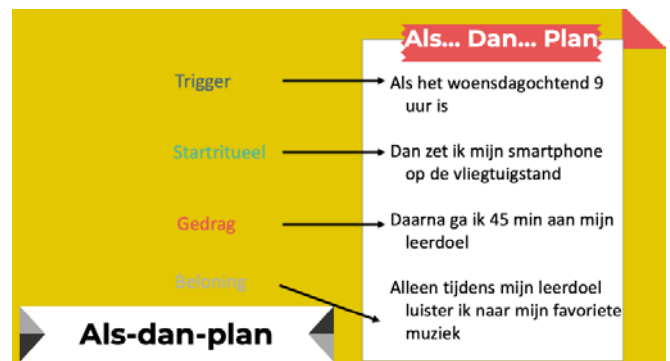 Als... Dan... Plan
Trigger
Als het woensdagochtend 9
uur is
Startritueel
Dan zet ik mijn smartphone
op de vliegtuigstand
Gedrag
Daarna ga ik 45 min aan mijn
leerdoel
Beloning
Alleen tijdens mijn leerdoel
luister ik naar mijn favoriete
muziek
Als-dan-plan